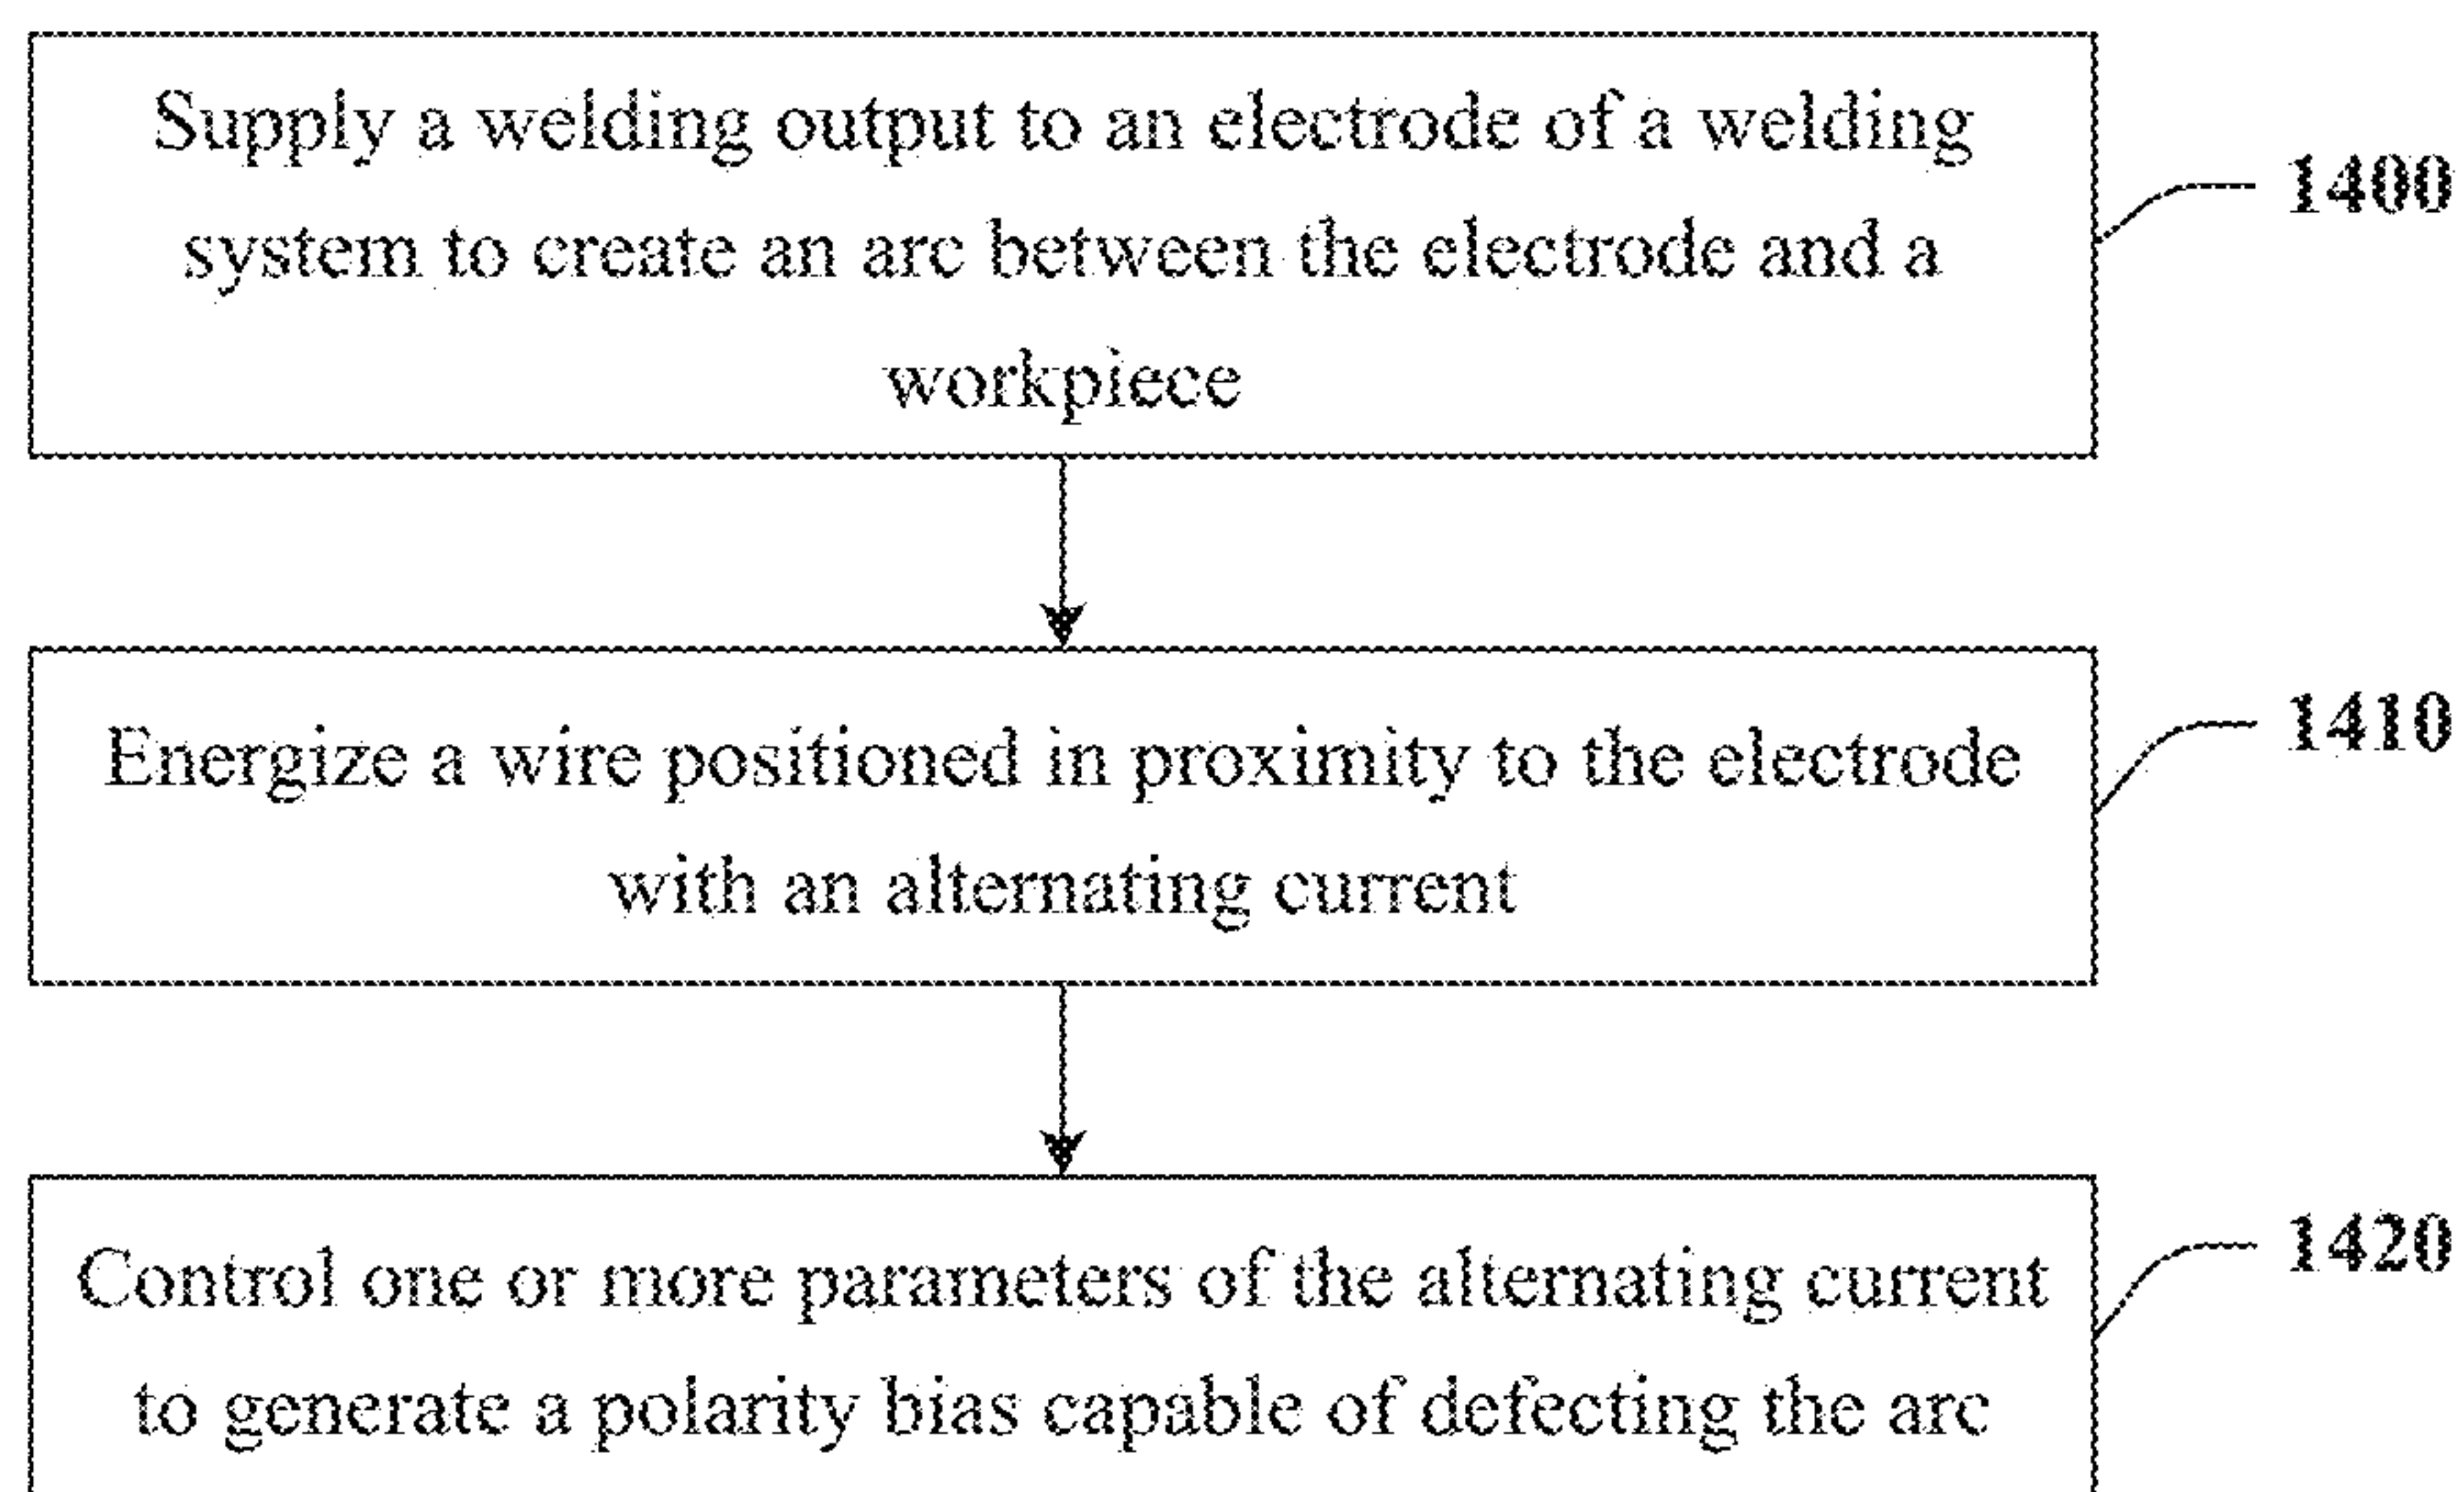 Supply a welding output to an electrode of a welding
system to create an arc between the electrode and a
workpiece
1400
Energize a wire positioned in proximity to the electrode
with an alternating current
1410
Control one or more parameters of the alternating current
to generate a polarity bias capable of defecting the arc
1420